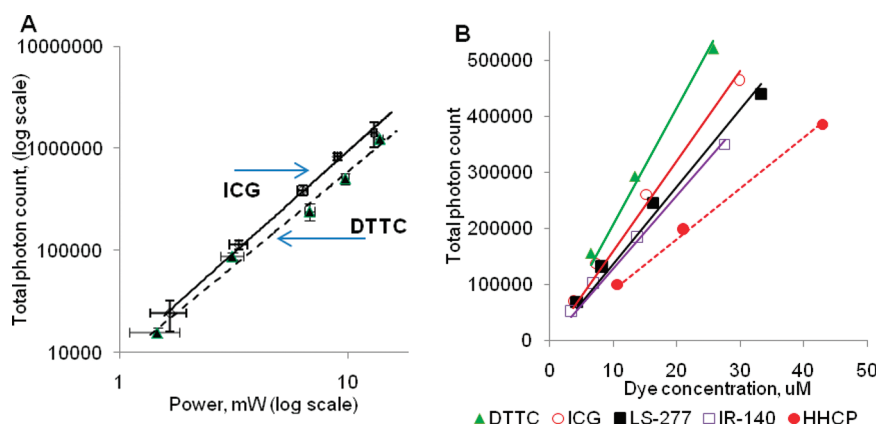 A
Total photon count, (log scale)
10000000
1000000
100000
10000
ICG
DTTC
1
10
Power, mW (log scale)
B
Total photon count
500000
400000
300000
200000
100000
0
0 10 20 30 40 50
Dye concentration, uM
DTTC ICG LS-277 IR-140 HHCP